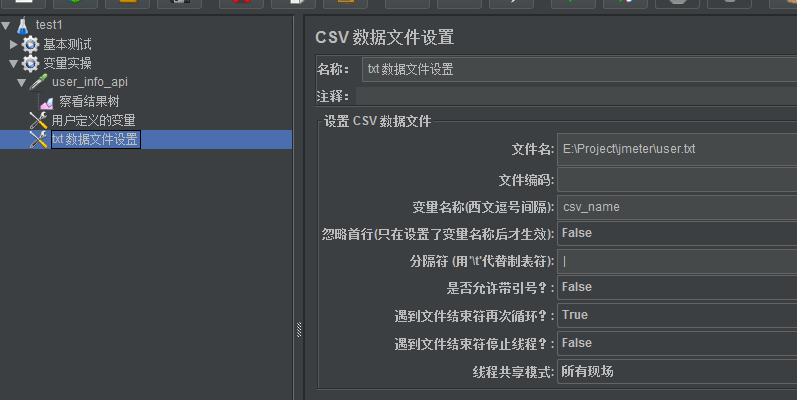 test1
基本测试
变量实操
user_info_api
察看结果树
用户定义的变量
txt 数据文件设置
CSV 数据文件设置
名称: txt 数据文件设置
注释:
设置 CSV 数据文件
文件名: E:\Project\jmeter\user.txt
文件编码:
变量名称(西文逗号间隔): csv_name
忽略首行(只在设置了变量名称后才生效): False
分隔符 (用'\t'代替制表符): |
是否允许带引号?: False
遇到文件结束符再次循环?: True
遇到文件结束符停止线程?: False
线程共享模式: 所有现场